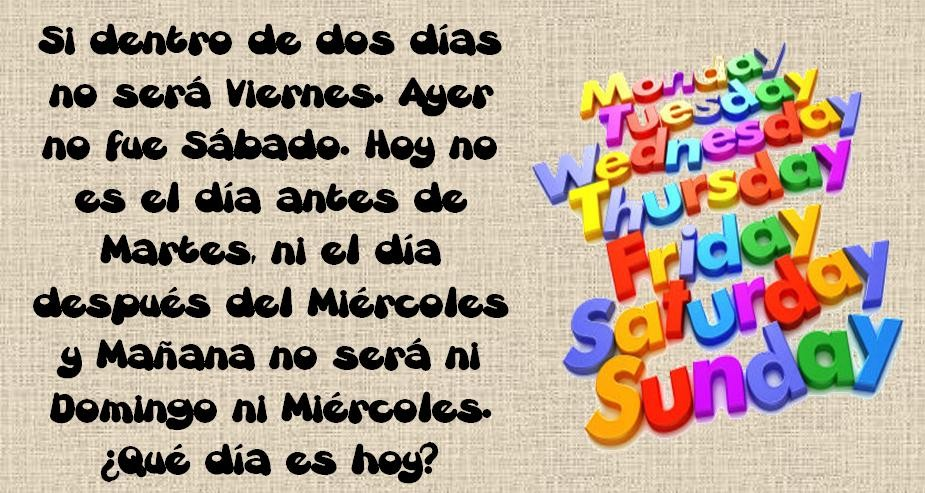 Si dentro de dos días
no será Viernes. Ayer
no fue Sábado. Hoy no
es el día antes de
Martes, ni el día
después del Miércoles
y Mañana no será ni
Domingo ni Miércoles.
¿Qué día es hoy?
Monday
Tuesday
Wednesday
Thursday
Friday
Saturday
Sunday